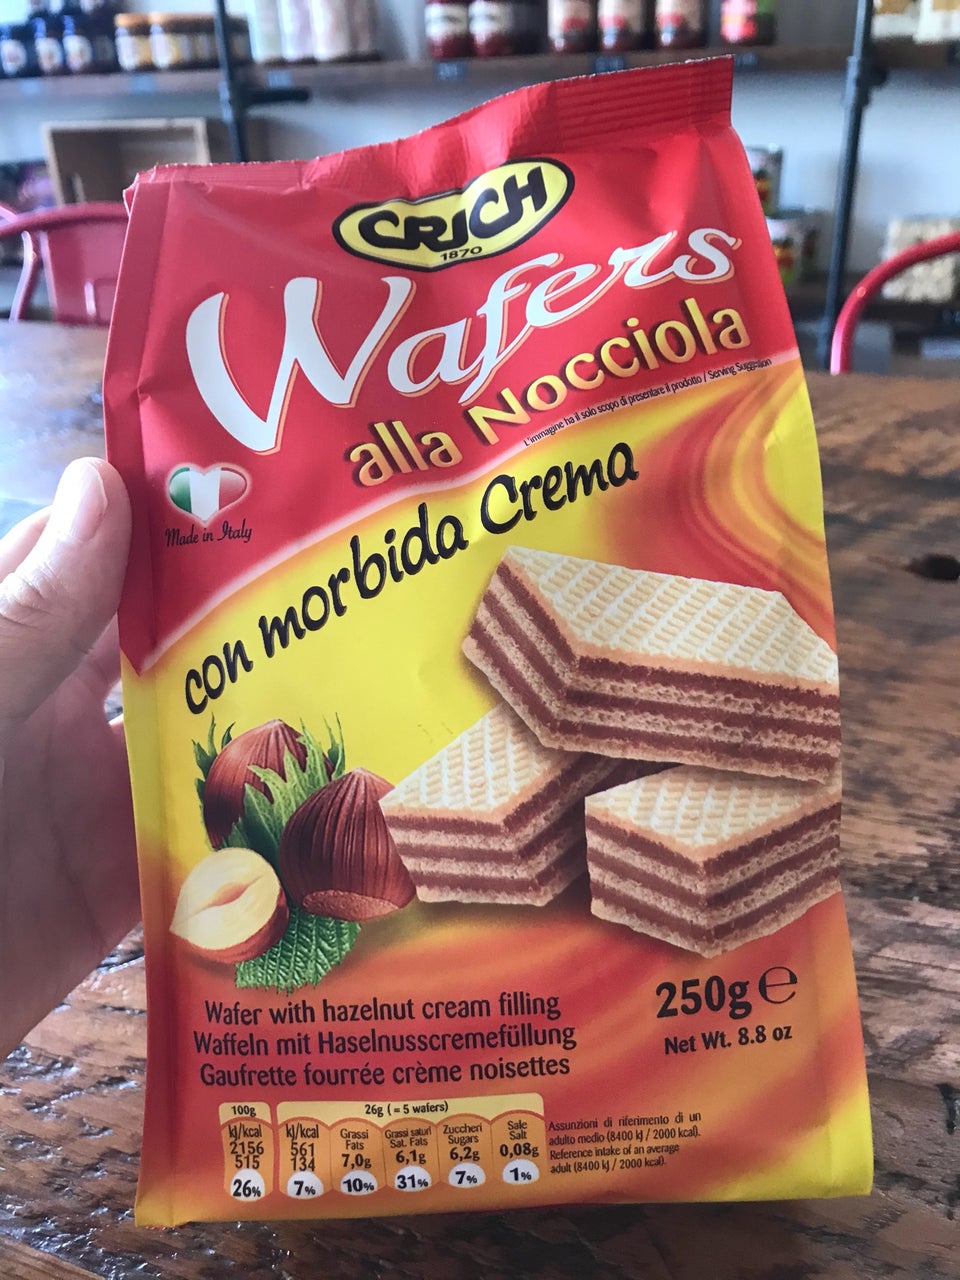 CRICH
1870
Wafers
alla Nocciola
L'immagine ha il solo scopo di presentare il prodotto / Serving Suggestion
Made in Italy
con morbida Crema
Wafer with hazelnut cream filling
Waffeln mit Haselnusscremefüllung
Gaufrette fourrée crème noisettes
250g e
Net Wt. 8.8 oz
100g
kj/kcal
2156
515
26%
26g (= 5 wafers)
kj/kcal
561
134
7%
Grassi
Fats
7,0g
10%
Grassi saturi
Sat. Fats
6,1g
31%
Zuccheri
Sugars
6,2g
7%
Sale
Salt
0,08g
1%
Assunzioni di riferimento di un
adulto medio (8400 kj / 2000 kcal).
Reference intake of an average
adult (8400 kj / 2000 kcal).